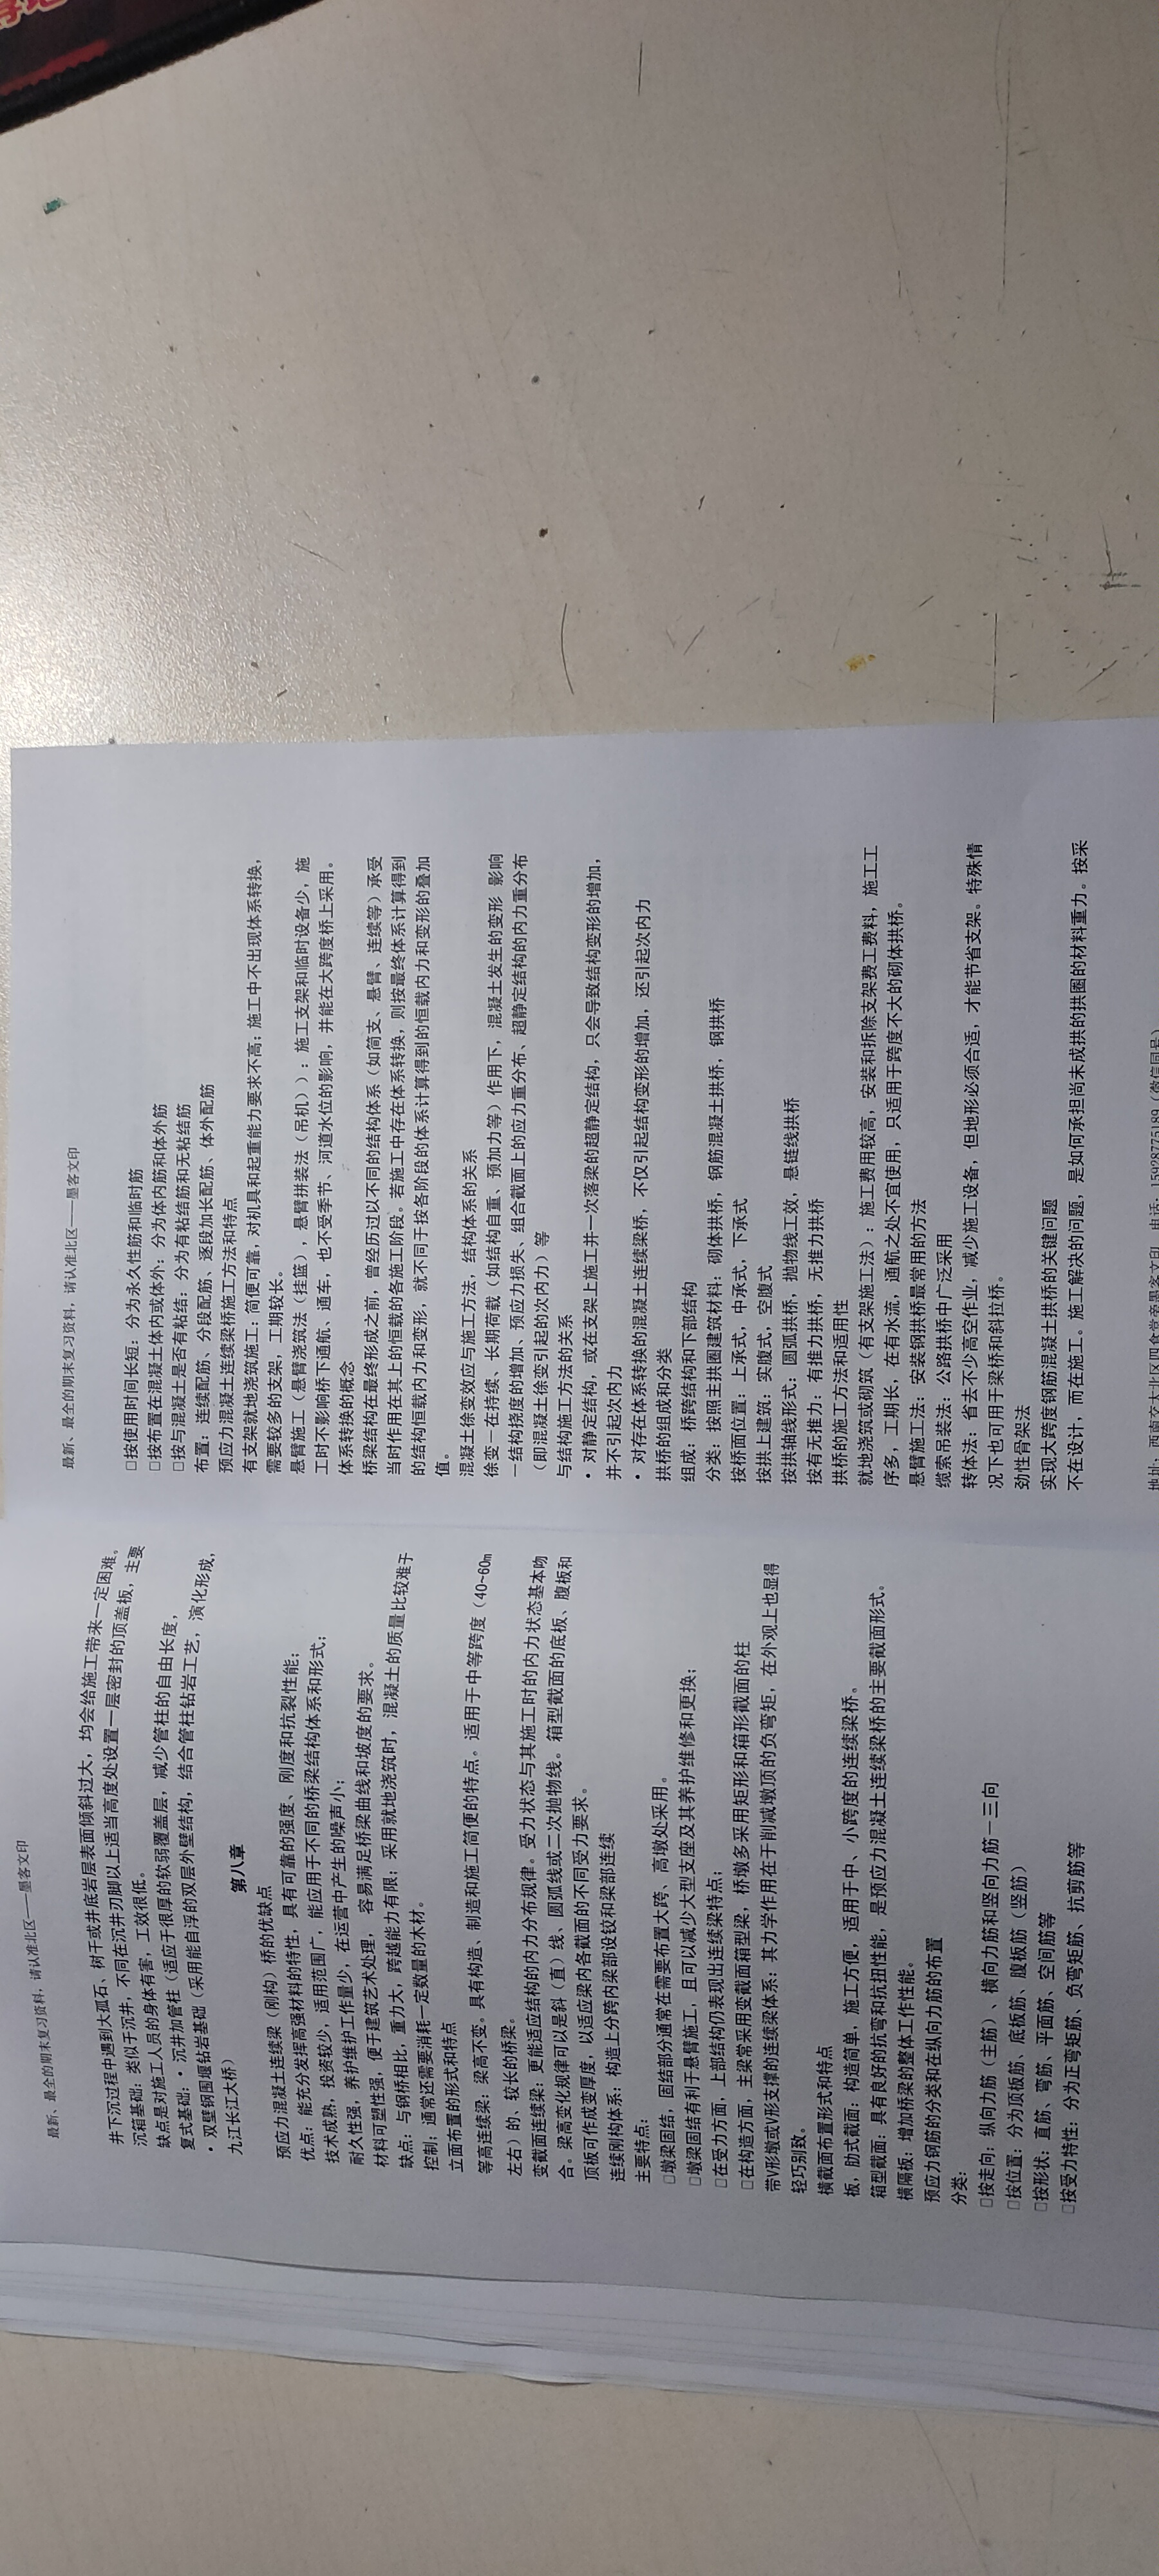 最新、最全的期末复习资料，请认准北区——墨客文印
井下沉过程中遇到大孤石、树干或井底岩层表面倾斜过大，均会给施工带来一定困难。
沉箱基础：类似于沉井，不同在沉井刃脚以上适当高度处设置一层密封的顶盖板，主要
缺点是对施工人员的身体有害，工效很低。
复式基础：• 沉井加管柱（适应于很厚的软弱覆盖层，减少管柱的自由长度，
• 双壁钢围堰钻岩基础（采用能自浮的双层外壁结构，结合管柱钻岩工艺，演化形成，
九江长江大桥）
第八章
预应力混凝土连续梁（刚构）桥的优缺点
优点：能充分发挥高强材料的特性，具有可靠的强度、刚度和抗裂性能；
技术成熟，投资较少，适用范围广，能应用于不同的桥梁结构体系和形式；
耐久性强，养护维护工作量少，在运营中产生的噪声小；
材料可塑性强，便于建筑艺术处理，容易满足桥梁曲线和坡度的要求。
缺点：与钢桥相比，重力大，跨越能力有限；采用就地浇筑时，混凝土的质量比较难于
控制；通常还需要消耗一定数量的木材。
立面布置的形式和特点
等高连续梁：梁高不变。具有构造、制造和施工简便的特点。适用于中等跨度（40~60m
左右）的、较长的桥梁。
变截面连续梁：更能适应结构的内力分布规律。受力状态与其施工时的内力状态基本吻
合。梁高变化规律可以是斜（直）线、圆弧线或二次抛物线。箱型截面的底板、腹板和
顶板可作成变厚度，以适应梁内各截面的不同受力要求。
连续刚构体系：构造上分跨内梁部设铰和梁部连续
主要特点：
□墩梁固结，固结部分通常在需要布置大跨、高墩处采用。
□墩梁固结有利于悬臂施工，且可以减少大型支座及其养护维修和更换；
□在受力方面，上部结构仍表现出连续梁特点；
□在构造方面，主梁常采用变截面箱型梁，桥墩多采用矩形和箱形截面的柱
带V形墩或V形支撑的连续梁体系：其力学作用在于削减墩顶的负弯矩，在外观上也显得
轻巧别致。
横截面布置形式和特点
板，肋式截面：构造简单，施工方便，适用于中、小跨度的连续梁桥。
箱型截面：具有良好的抗弯和抗扭性能，是预应力混凝土连续梁桥的主要截面形式。
横隔板：增加桥梁的整体工作性能。
预应力钢筋的分类和在纵向力筋的布置
分类：
□按走向：纵向力筋（主筋）、横向力筋和竖向力筋－三向
□按位置：分为顶板筋、底板筋、腹板筋（竖筋）
□按形状：直筋、弯筋、平面筋、空间筋等
□按受力特性：分为正弯矩筋、负弯矩筋、抗剪筋等
最新、最全的期末复习资料，请认准北区——墨客文印
□按使用时间长短：分为永久性筋和临时筋
□按布置在混凝土体内或体外：分为体内筋和体外筋
□按与混凝土是否有粘结：分为有粘结筋和无粘结筋
布置：连续配筋、分段配筋、逐段加长配筋、体外配筋
预应力混凝土连续梁桥施工方法和特点
有支架就地浇筑施工：简便可靠，对机具和起重能力要求不高；施工中不出现体系转换，
需要较多的支架，工期较长。
悬臂施工（悬臂浇筑法（挂篮），悬臂拼装法（吊机））：施工支架和临时设备少，施
工时不影响桥下通航、通车，也不受季节、河道水位的影响，并能在大跨度桥上采用。
体系转换的概念
桥梁结构在最终形成之前，曾经历过以不同的结构体系（如简支、悬臂、连续等）承受
当时作用在其上的恒载的各施工阶段。若施工中存在体系转换，则按最终体系计算得到
的结构恒载内力和变形，就不同于按各阶段的体系计算得到的恒载内力和变形的叠加
值。
混凝土徐变效应与施工方法，结构体系的关系
徐变－在持续、长期荷载（如结构自重、预加力等）作用下，混凝土发生的变形 影响
－结构挠度的增加、预应力损失、组合截面上的应力重分布、超静定结构的内力重分布
（即混凝土徐变引起的次内力）等
与结构施工方法的关系
• 对静定结构，或在支架上施工并一次落梁的超静定结构，只会导致结构变形的增加，
并不引起次内力
• 对存在体系转换的混凝土连续梁桥，不仅引起结构变形的增加，还引起次内力
拱桥的组成和分类
组成：桥跨结构和下部结构
分类：按照主拱圈建筑材料：砌体拱桥，钢筋混凝土拱桥，钢拱桥
按桥面位置：上承式，中承式，下承式
按拱上建筑：实腹式，空腹式
按拱轴线形式：圆弧拱桥，抛物线工效，悬链线拱桥
按有无推力：有推力拱桥，无推力拱桥
拱桥的施工方法和适用性
就地浇筑或砌筑（有支架施工法）：施工费用较高，安装和拆除支架费工费料，施工工
序多，工期长，在有水流，通航之处不宜使用，只适用于跨度不大的砌体拱桥。
悬臂施工法：安装钢拱桥最常用的方法
缆索吊装法：公路拱桥中广泛采用
转体法：省去不少高空作业，减少施工设备，但地形必须合适，才能节省支架。特殊情
况下也可用于梁桥和斜拉桥。
劲性骨架法
实现大跨度钢筋混凝土拱桥的关键问题
不在设计，而在施工。施工解决的问题，是如何承担尚未成拱的拱圈的材料重力。按采